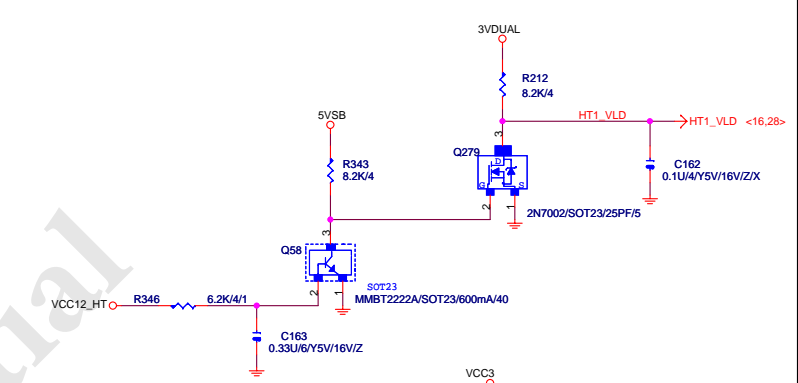 3VDUAL
R212
8.2K/4
5VSB
HT1_VLD
HT1_VLD <16,28>
3
Q279
D
G
S
R343
8.2K/4
C162
0.1U/4/Y5V/16V/Z/X
2
1
2N7002/SOT23/25PF/5
3
Q58
SOT23
2
1
MMBT2222A/SOT23/600mA/40
VCC12_HT
R346
6.2K/4/1
C163
0.33U/6/Y5V/16V/Z
VCC3
ual